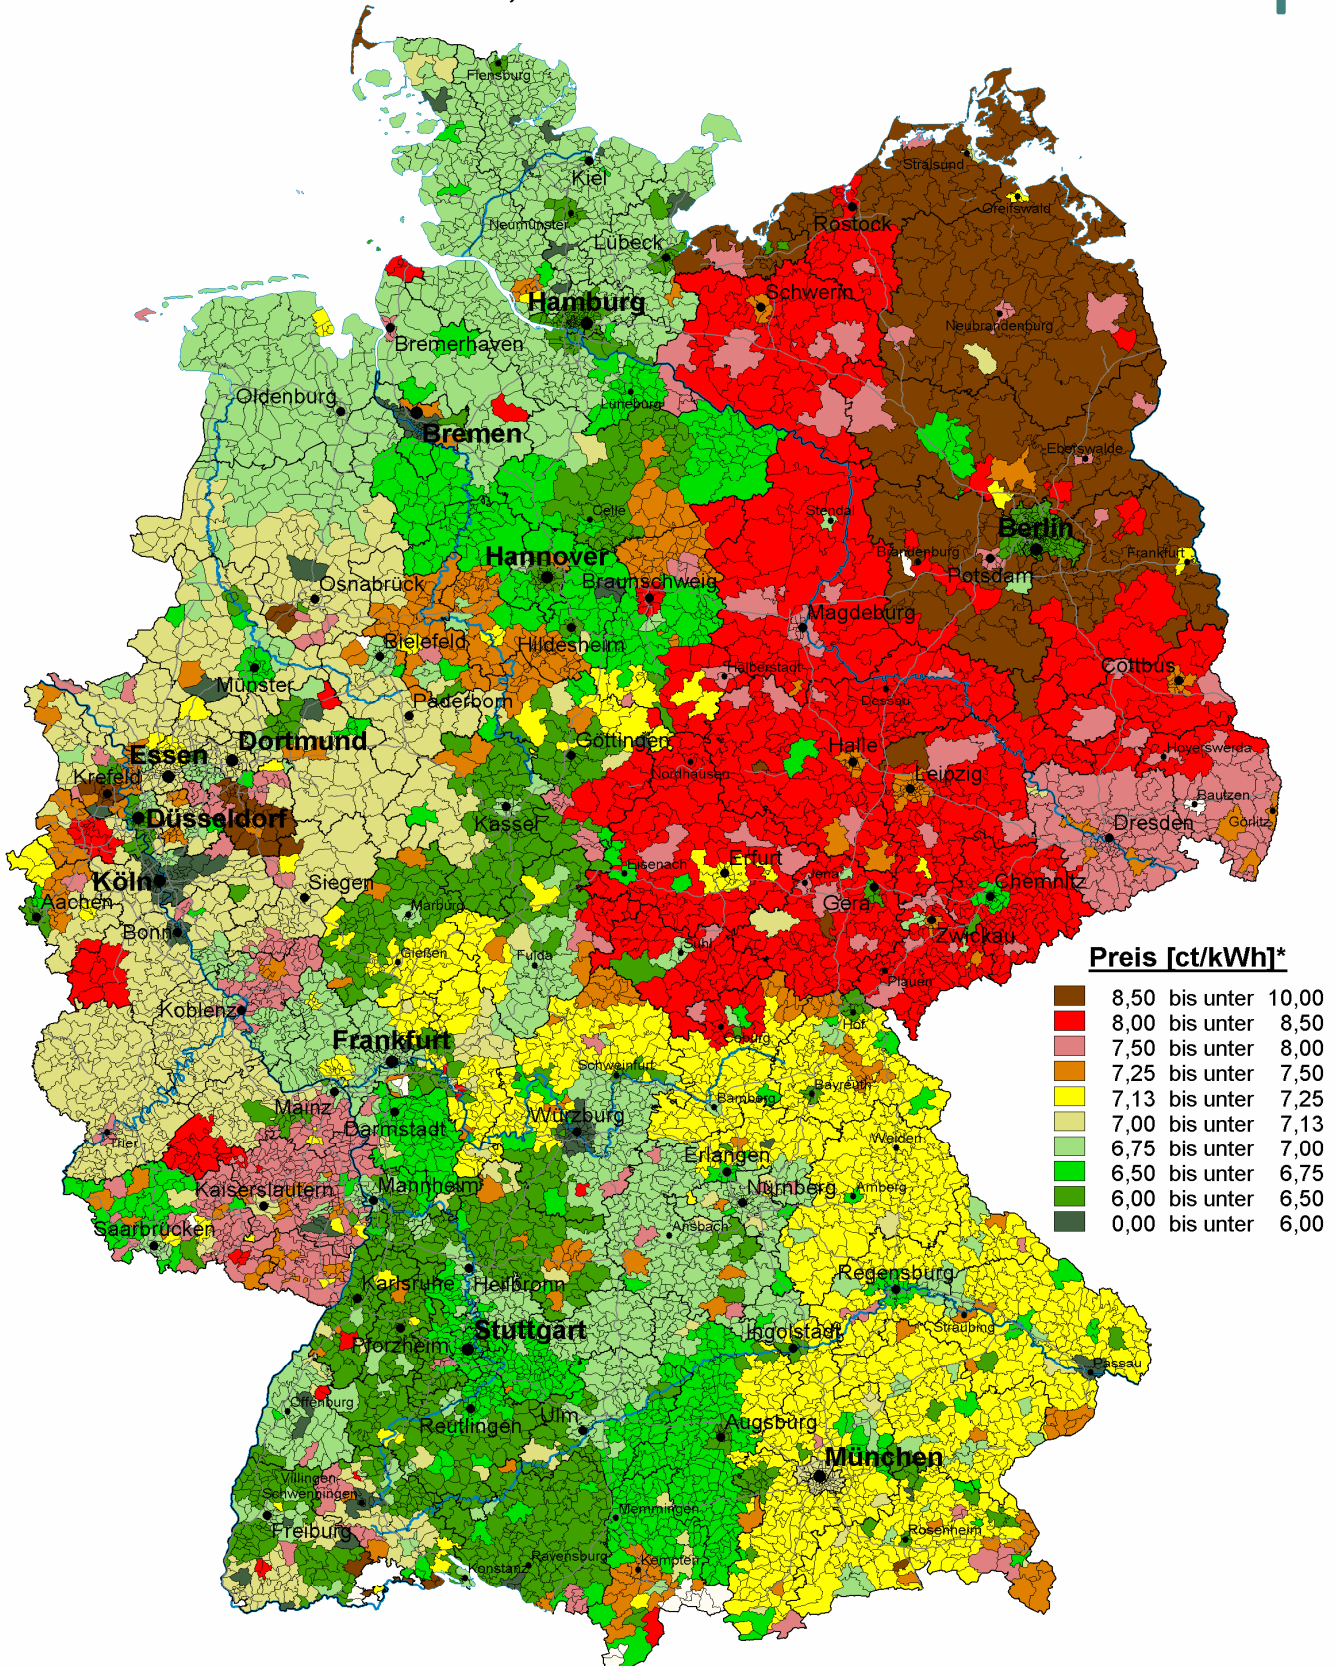 Flensburg
Kiel
Stralsund
Greifswald
Neumünster
Rostock
Lübeck
Schwerin
Hamburg
Neubrandenburg
Bremerhaven
Oldenburg
Lüneburg
Bremen
Eberswalde
Celle
Stendal
Berlin
Hannover
Brandenburg
Frankfurt
Potsdam
Osnabrück
Braunschweig
Magdeburg
Bielefeld
Hildesheim
Halberstadt
Cottbus
Münster
Dessau
Paderborn
Essen
Dortmund
Göttingen
Halle
Hoyerswerda
Krefeld
Nordhausen
Leipzig
Bautzen
Düsseldorf
Kassel
Dresden
Görlitz
Eisenach
Erfurt
Jena
Köln
Siegen
Gera
Chemnitz
Aachen
Marburg
Bonn
Zwickau
Gießen
Fulda
Suhl
Preis [ct/kWh]*
Plauen
8,50 bis unter 10,00
Koblenz
8,00 bis unter 8,50
Hof
Frankfurt
Coburg
7,50 bis unter 8,00
Schweinfurt
7,25 bis unter 7,50
Bayreuth
Mainz
Bamberg
7,13 bis unter 7,25
Würzburg
Darmstadt
7,00 bis unter 7,13
Trier
Weiden
6,75 bis unter 7,00
Erlangen
6,50 bis unter 6,75
Kaiserslautern
Mannheim
Nürnberg
Amberg
6,00 bis unter 6,50
Saarbrücken
Ansbach
0,00 bis unter 6,00
Karlsruhe
Heilbronn
Regensburg
Stuttgart
Ingolstadt
Straubing
Pforzheim
Passau
Offenburg
Reutlingen
Ulm
Augsburg
München
Villingen-
Schwenningen
Memmingen
Freiburg
Rosenheim
Konstanz
Ravensburg
Kempten